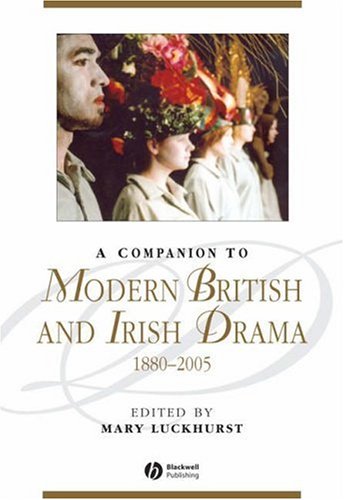 A COMPANION TO
MODERN BRITISH
AND IRISH DRAMA
1880–2005
EDITED BY
MARY LUCKHURST
Blackwell
Publishing